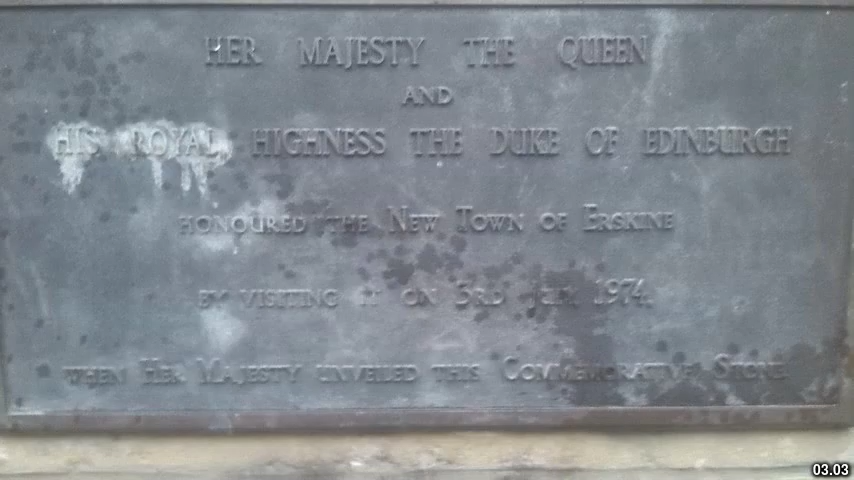 HER MAJESTY THE QUEEN
AND
HIS ROYAL HIGHNESS THE DUKE OF EDINBURGH
HONOURED THE NEW TOWN OF ERSKINE
BY VISITING IT ON 3RD 1974.
WHEN HER MAJESTY UNVEILED THIS COMMEMORATIVE STONE
03.03